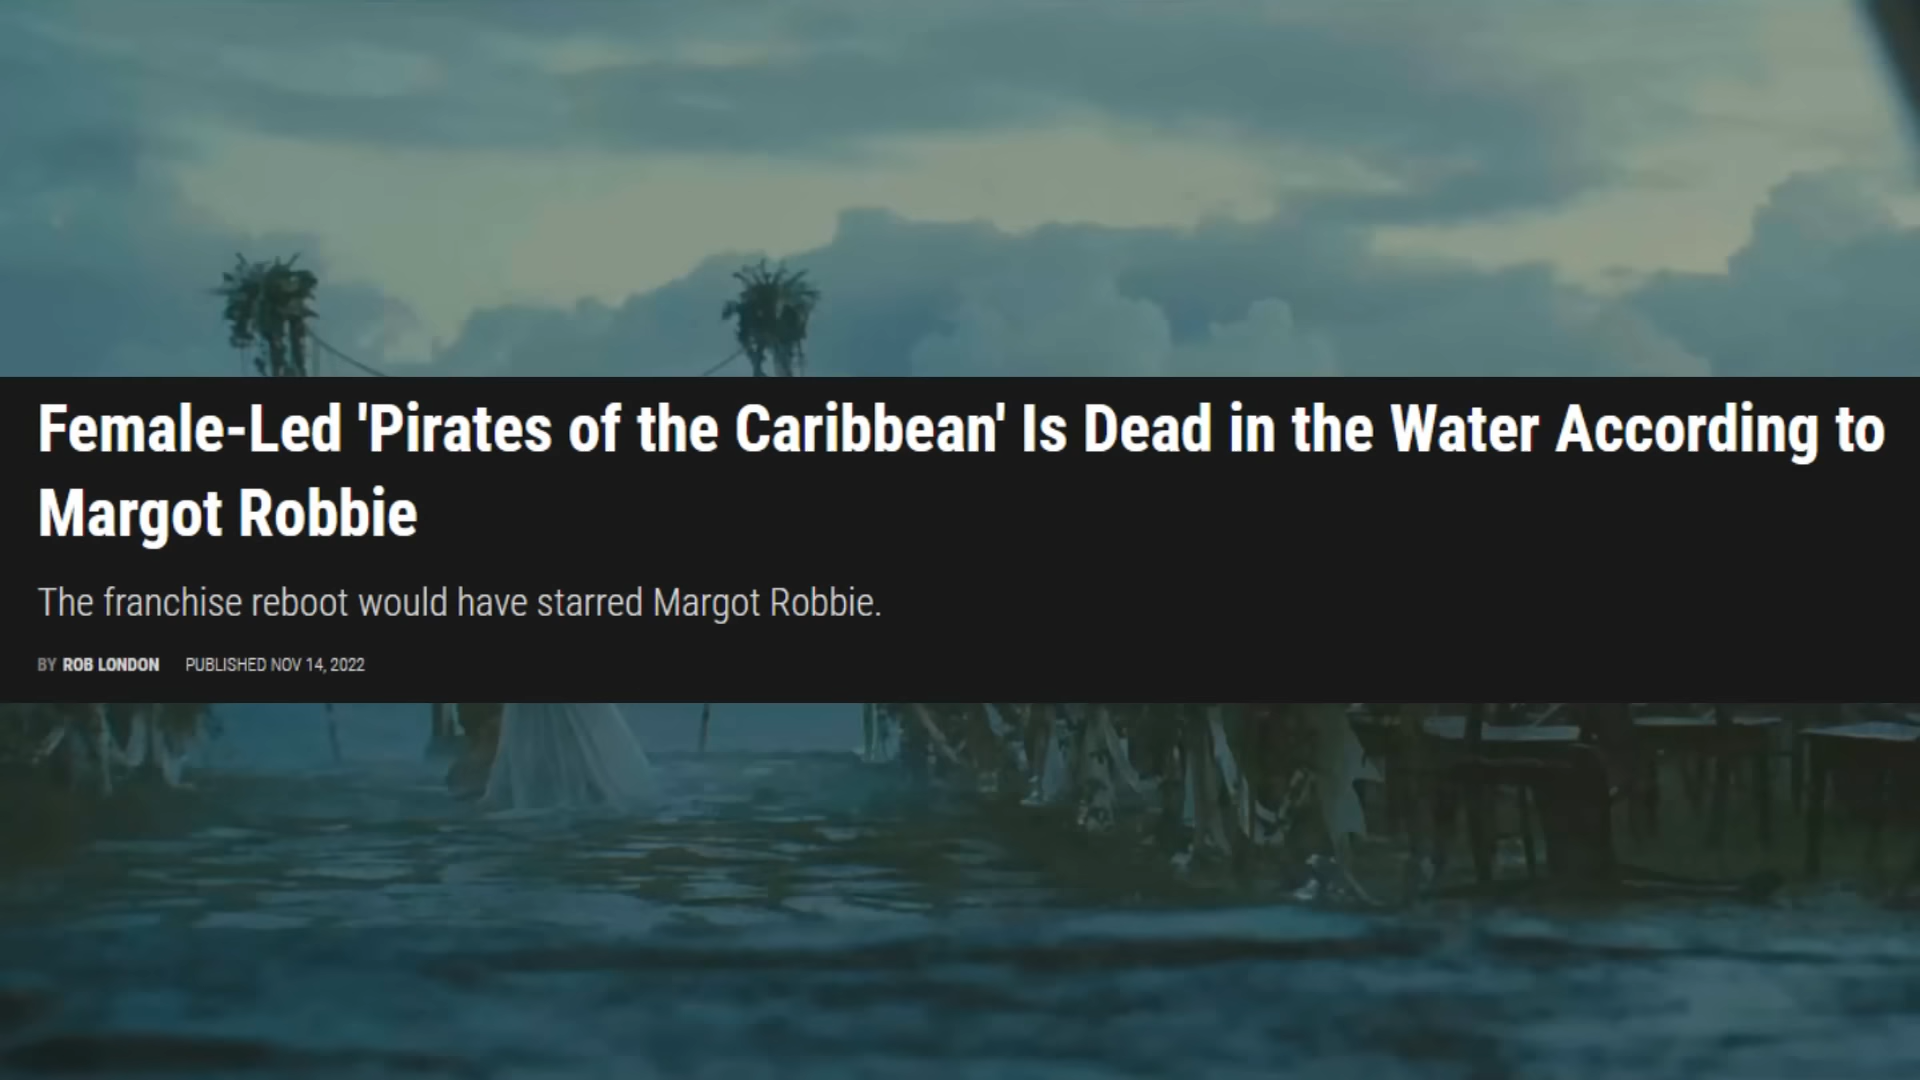 Female-Led 'Pirates of the Caribbean' Is Dead in the Water According to
Margot Robbie
The franchise reboot would have starred Margot Robbie.
BY ROB LONDON PUBLISHED NOV 14, 2022